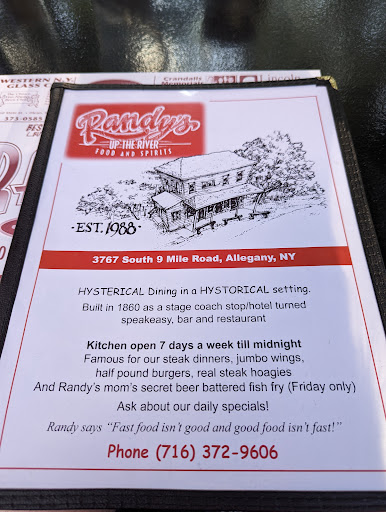 WESTERN N.Y.
GLASS C
373-0585
Crandalls
Memorials
Lincoln
Randy's
UP THE RIVER
FOOD AND SPIRITS
·EST. 1988·
3767 South 9 Mile Road, Allegany, NY
HYSTERICAL Dining in a HYSTORICAL setting.
Built in 1860 as a stage coach stop/hotel turned
speakeasy, bar and restaurant
Kitchen open 7 days a week till midnight
Famous for our steak dinners, jumbo wings,
half pound burgers, real steak hoagies
And Randy's mom's secret beer battered fish fry (Friday only)
Ask about our daily specials!
Randy says "Fast food isn't good and good food isn't fast!"
Phone (716) 372-9606